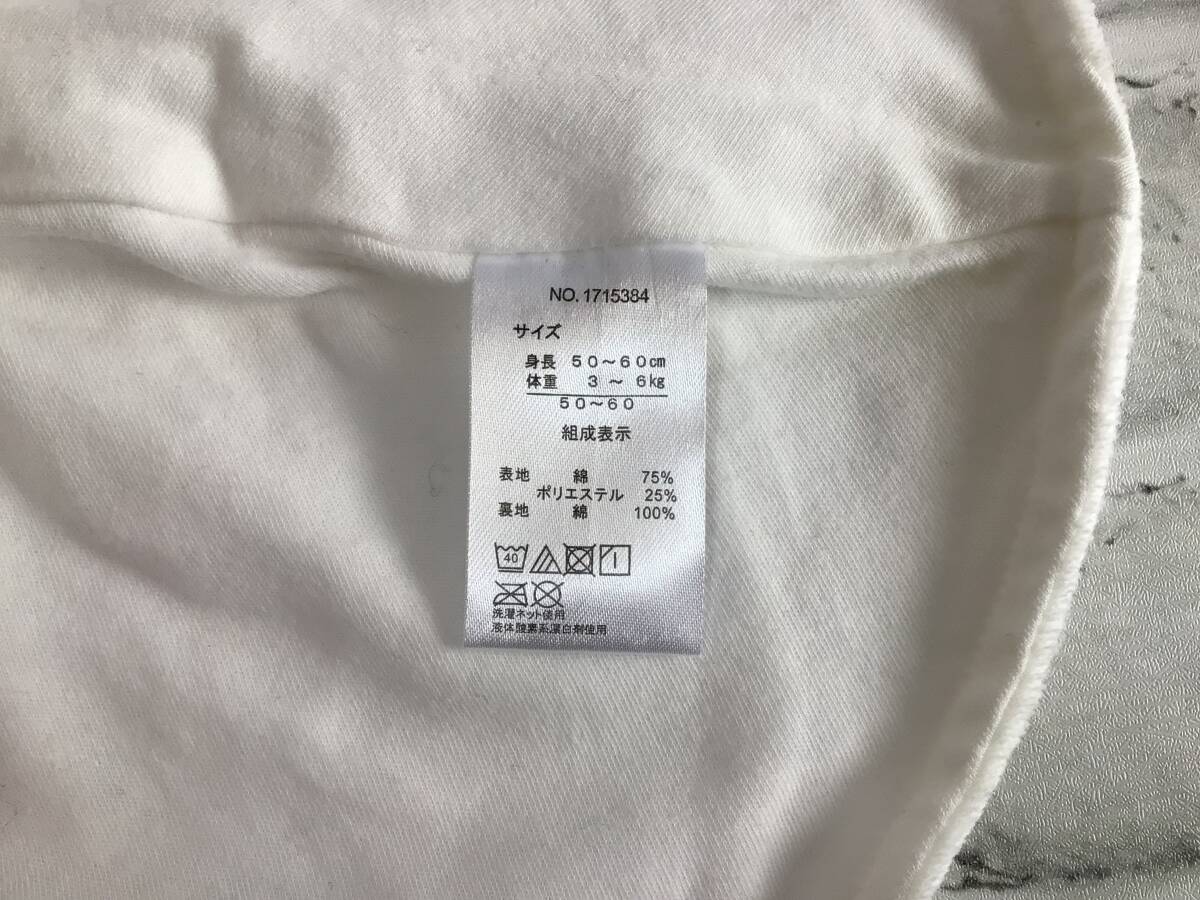 NO.1715384
サイズ
身長 50～60cm
体重 3～6kg
50～60
組成表示
表地 綿 75%
ポリエステル 25%
裏地 綿 100%
40
洗濯ネット使用
液体酸素系漂白剤使用